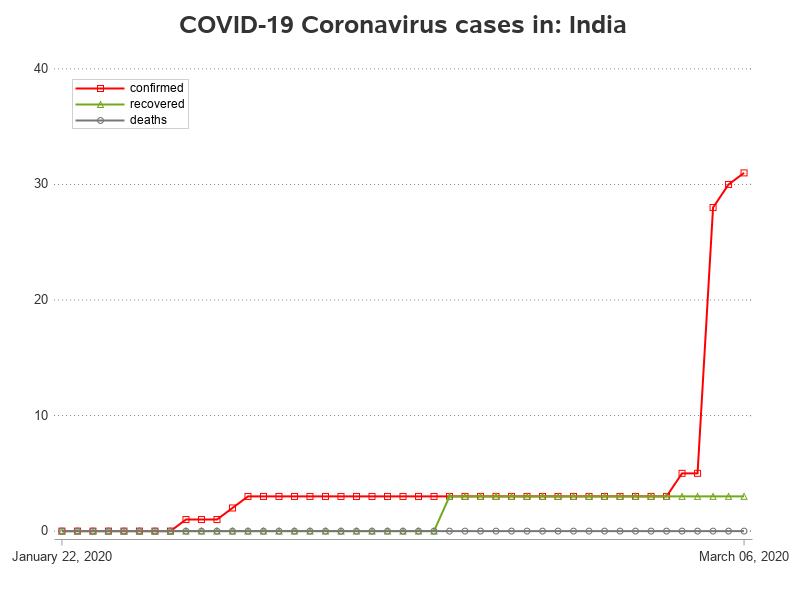 COVID-19 Coronavirus cases in: India
40
confirmed
recovered
deaths
30
20
10
0
January 22, 2020
March 06, 2020